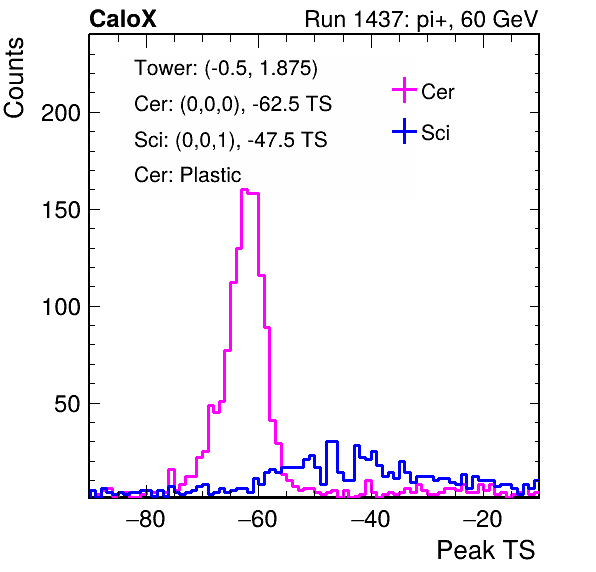 CaloX Run 1437: pi+, 60 GeV
Counts
Tower: (-0.5, 1.875)
Cer: (0,0,0), -62.5 TS
Sci: (0,0,1), -47.5 TS
Cer: Plastic
Cer
Sci
200
150
100
50
−80 −60 −40 −20
Peak TS